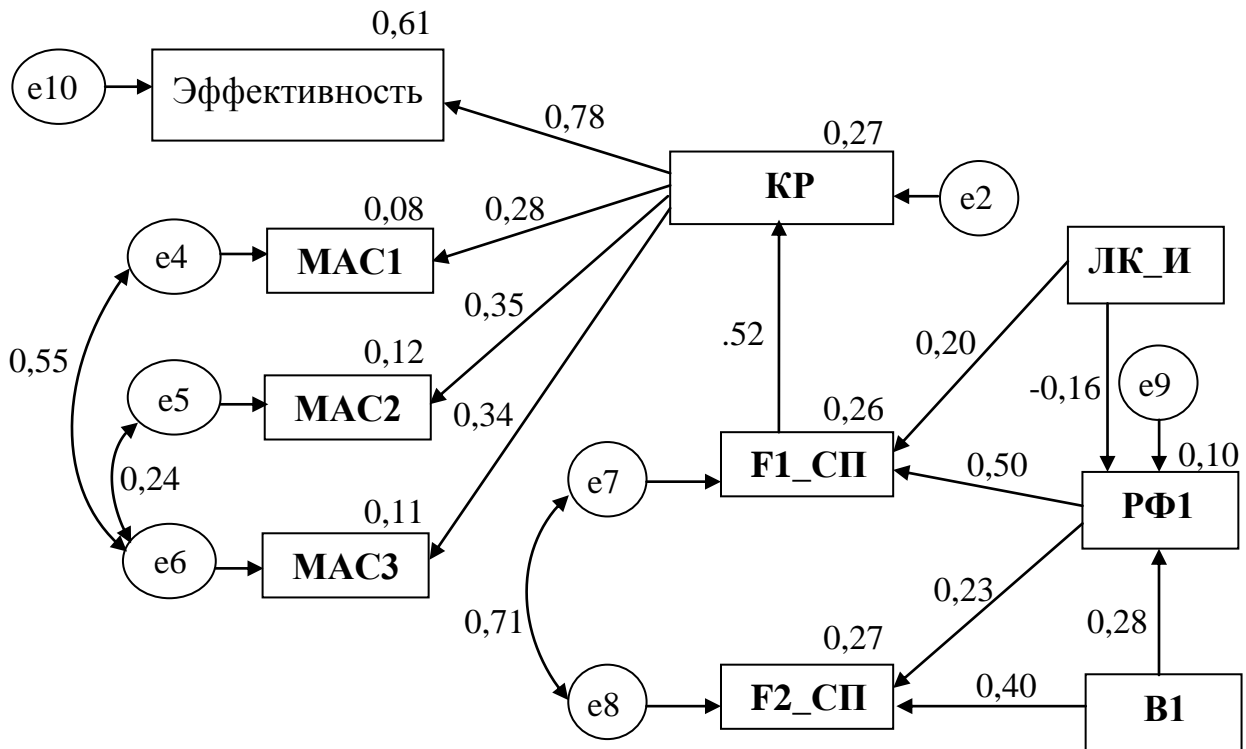 0,61
e10
Эффективность
0,78
0,27
КР
e2
0,08
0,28
e4
МАС1
ЛК_И
0,35
.52
0,20
0,55
0,12
e5
МАС2
-0,16
e9
0,34
0,26
0,24
e7
F1_СП
0,50
0,10
РФ1
0,11
e6
МАС3
0,23
0,71
0,27
0,28
e8
F2_СП
0,40
В1